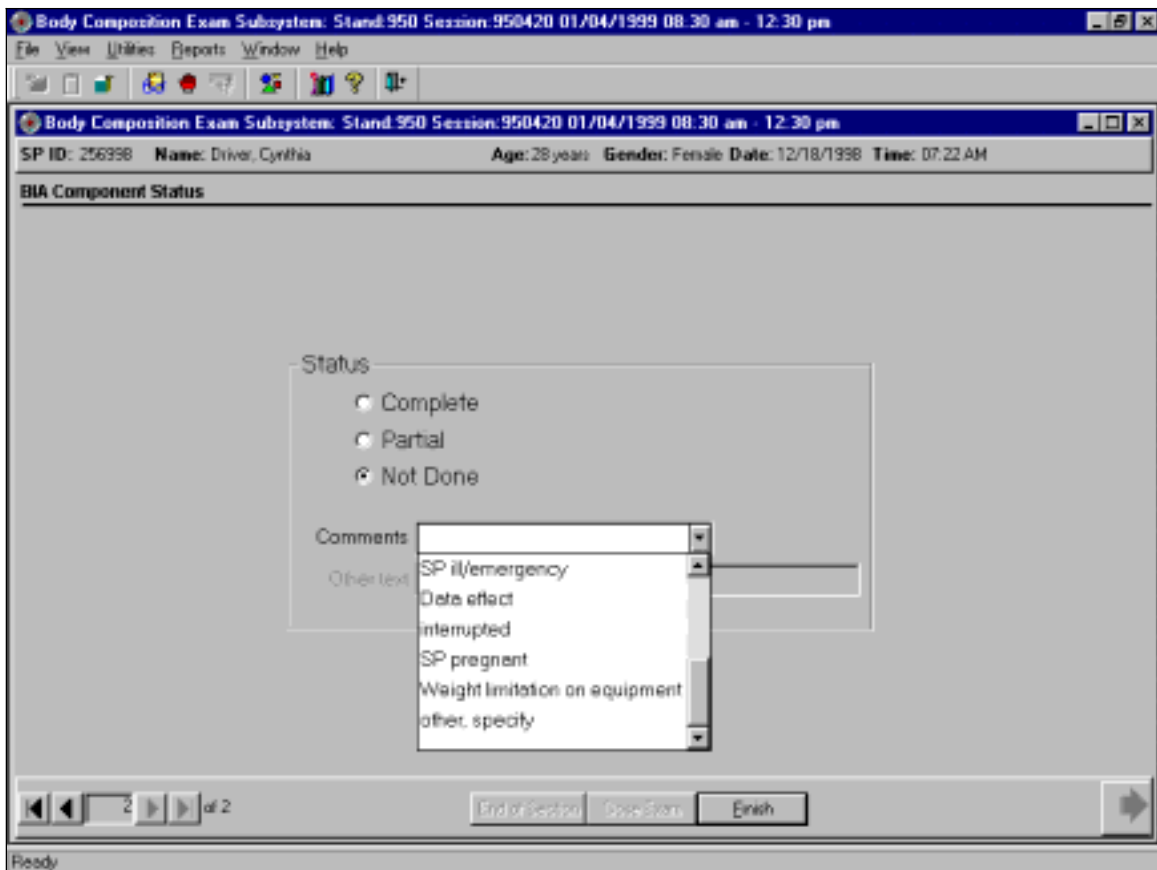 Body Composition Exam Subsystem: Stand:950 Session:950420 01/04/1999 08:30 am - 12:30 pm
File View Utilities Reports Window Help
Body Composition Exam Subsystem: Stand:950 Session:950420 01/04/1999 08:30 am - 12:30 pm
SP ID: 256998 Name: Driver, Cynthia Age: 28 years Gender: Female Date: 12/18/1998 Time: 07:22 AM
BIA Component Status
Status
Complete
Partial
Not Done
Comments
Other text
SP ill/emergency
Data effect
interrupted
SP pregnant
Weight limitation on equipment
other, specify
2 of 2
End of Section Close Exam Finish
Ready